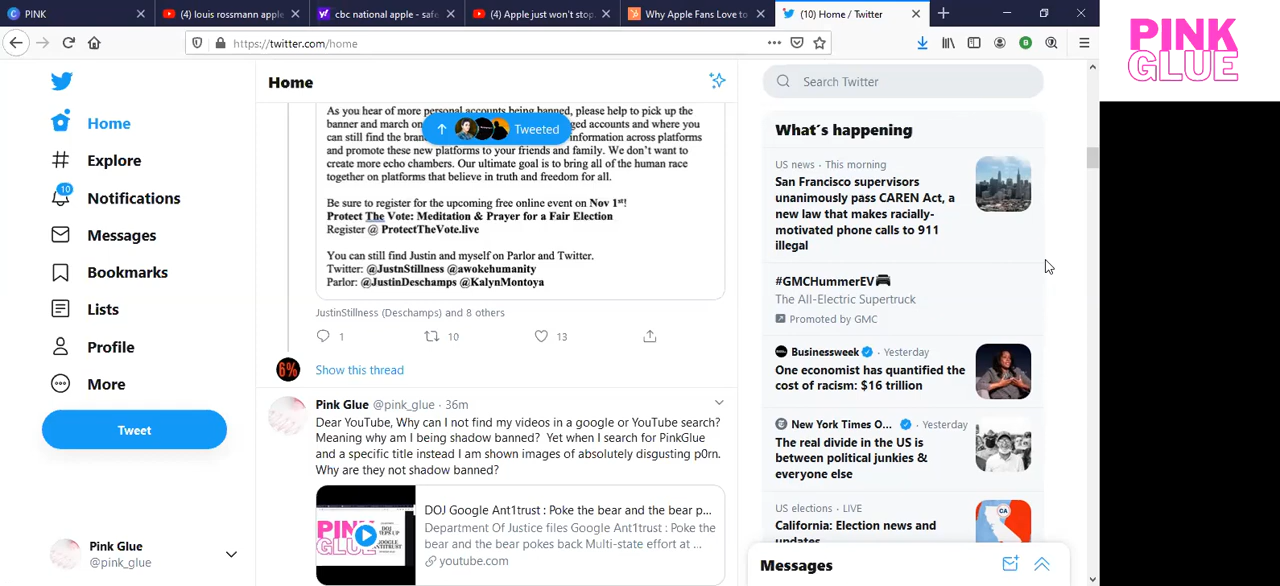 PINK
(4) louis rossmann apple
cbc national apple - safe
(4) Apple just won't stop.
Why Apple Fans Love to
(10) Home / Twitter
https://twitter.com/home
PINK
GLUE
Home
Explore
10
Notifications
Messages
Bookmarks
Lists
Profile
More
Tweet
Pink Glue
@pink_glue
Home
As you hear of more personal accounts being banned, please help to pick up the
banner and march on
ged accounts and where you
can still find the bran
information across platforms
and promote these new platforms to your friends and family. We don't want to
create more echo chambers. Our ultimate goal is to bring all of the human race
together on platforms that believe in truth and freedom for all.
Tweeted
Be sure to register for the upcoming free online event on Nov 1st!
Protect The Vote: Meditation & Prayer for a Fair Election
Register @ ProtectTheVote.live
You can still find Justin and myself on Parlor and Twitter.
Twitter: @JustnStillness @awokehumanity
Parlor: @JustinDeschamps @KalynMontoya
JustinStillness (Deschamps) and 8 others
1 10 13
6%
Show this thread
Pink Glue @pink_glue · 36m
Dear YouTube, Why can I not find my videos in a google or YouTube search?
Meaning why am I being shadow banned? Yet when I search for PinkGlue
and a specific title instead I am shown images of absolutely disgusting p0rn.
Why are they not shadow banned?
DOJ Google Ant1trust : Poke the bear and the bear p...
Department Of Justice files Google Ant1trust : Poke the
bear and the bear pokes back Multi-state effort at ...
youtube.com
Search Twitter
What's happening
US news · This morning
San Francisco supervisors
unanimously pass CAREN Act, a
new law that makes racially-
motivated phone calls to 911
illegal
#GMCHummerEV
The All-Electric Supertruck
Promoted by GMC
Businessweek · Yesterday
One economist has quantified the
cost of racism: $16 trillion
New York Times O... · Yesterday
The real divide in the US is
between political junkies &
everyone else
US elections · LIVE
California: Election news and
updates
CA
Messages